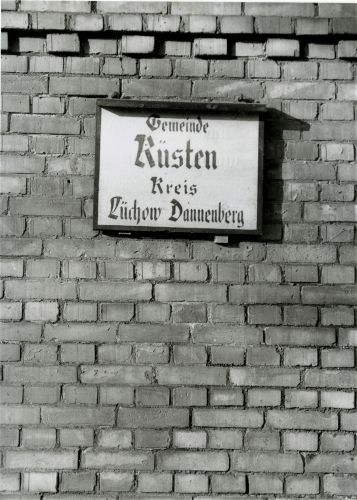 Gemeinde
Küsten
Kreis
Lüchow Dannenberg